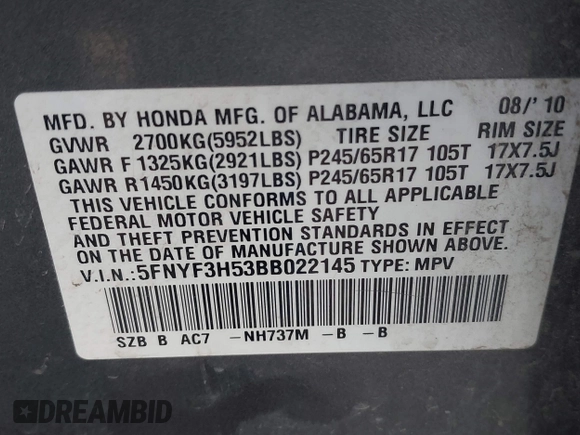 MFD. BY HONDA MFG. OF ALABAMA, LLC 08/'10
GVWR 2700KG(5952LBS) TIRE SIZE RIM SIZE
GAWR F1325KG(2921LBS) P245/65R17 105T 17X7.5J
GAWR R1450KG(3197LBS) P245/65R17 105T 17X7.5J
THIS VEHICLE CONFORMS TO ALL APPLICABLE
FEDERAL MOTOR VEHICLE SAFETY
AND THEFT PREVENTION STANDARDS IN EFFECT
ON THE DATE OF MANUFACTURE SHOWN ABOVE.
V.I.N.:5FNYF3H53BB022145 TYPE: MPV
SZB B AC7 -NH737M -B -B
DREAMBID